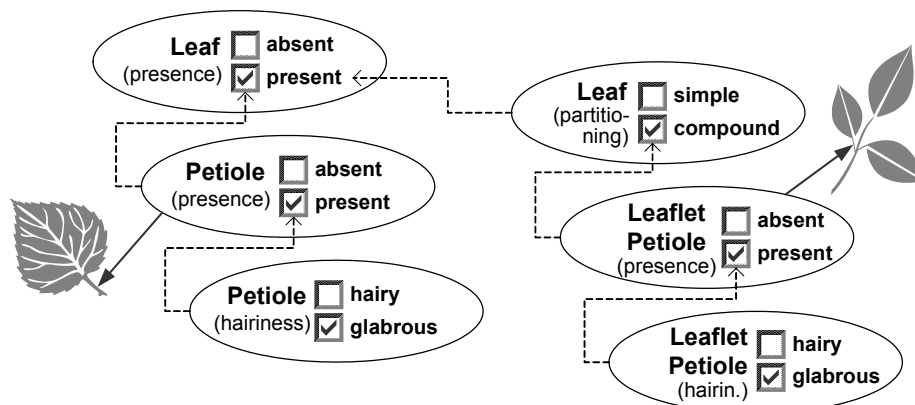 Leaf absent
(presence) present
Leaf simple
(partitio-
ning) compound
Petiole absent
(presence) present
Leaflet absent
Petiole
(presence) present
Petiole hairy
(hairiness) glabrous
Leaflet hairy
Petiole glabrous
(hairin.)